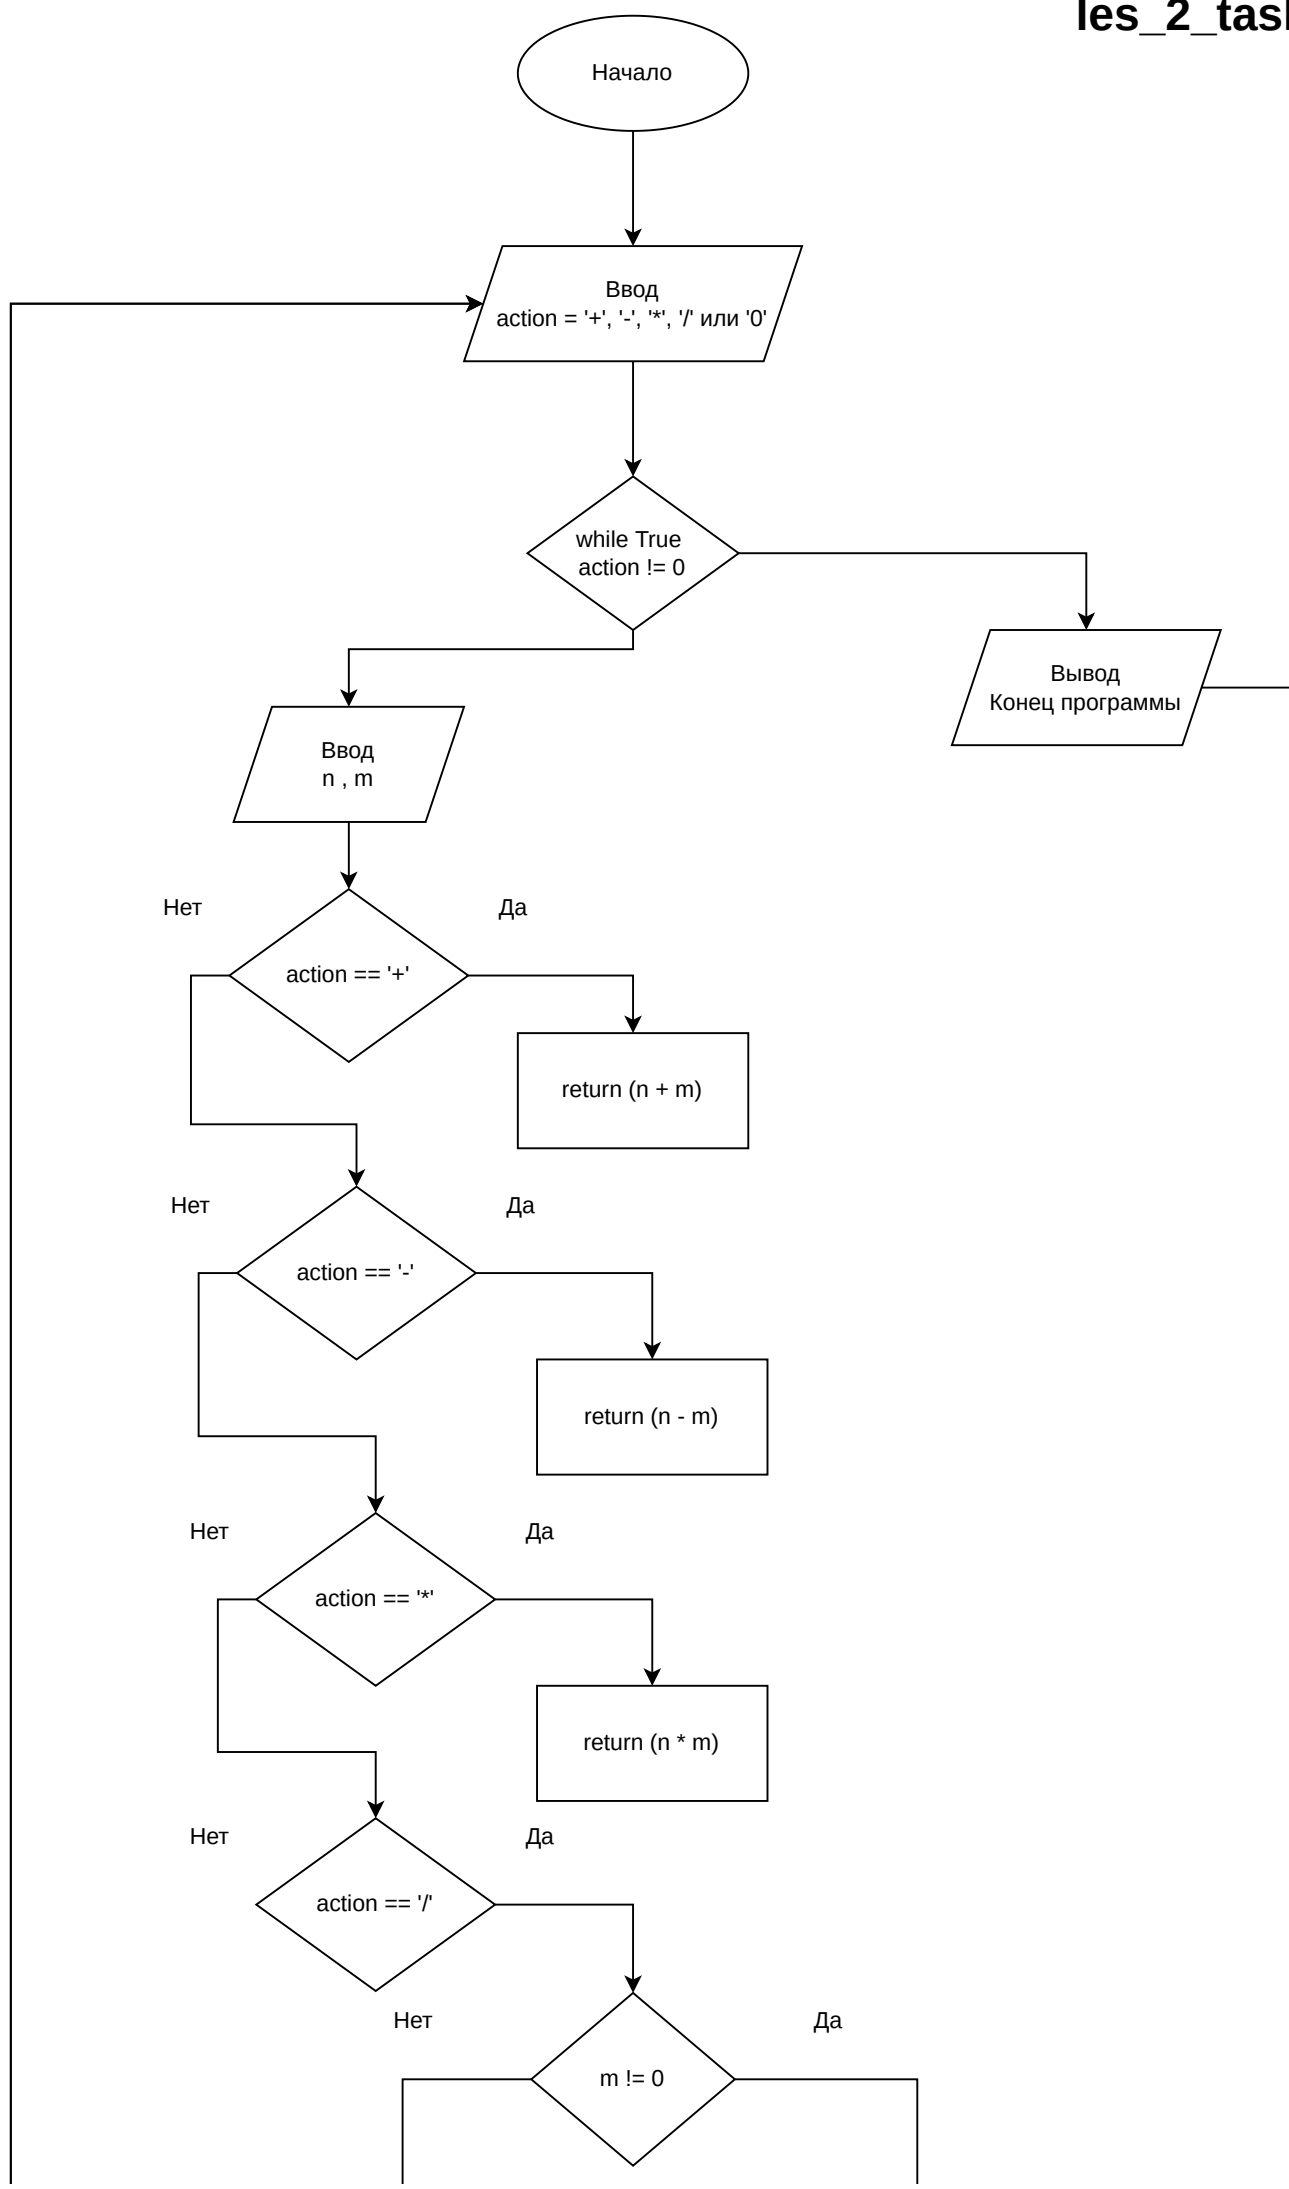 les_2_tas
Начало
Ввод
action = '+', '-', '*', '/' или '0'
while True
action != 0
Вывод
Конец программы
Ввод
n , m
Нет
Да
action == '+'
return (n + m)
Нет
Да
action == '-'
return (n - m)
Нет
Да
action == '*'
return (n * m)
Нет
Да
action == '/'
Нет
Да
m != 0